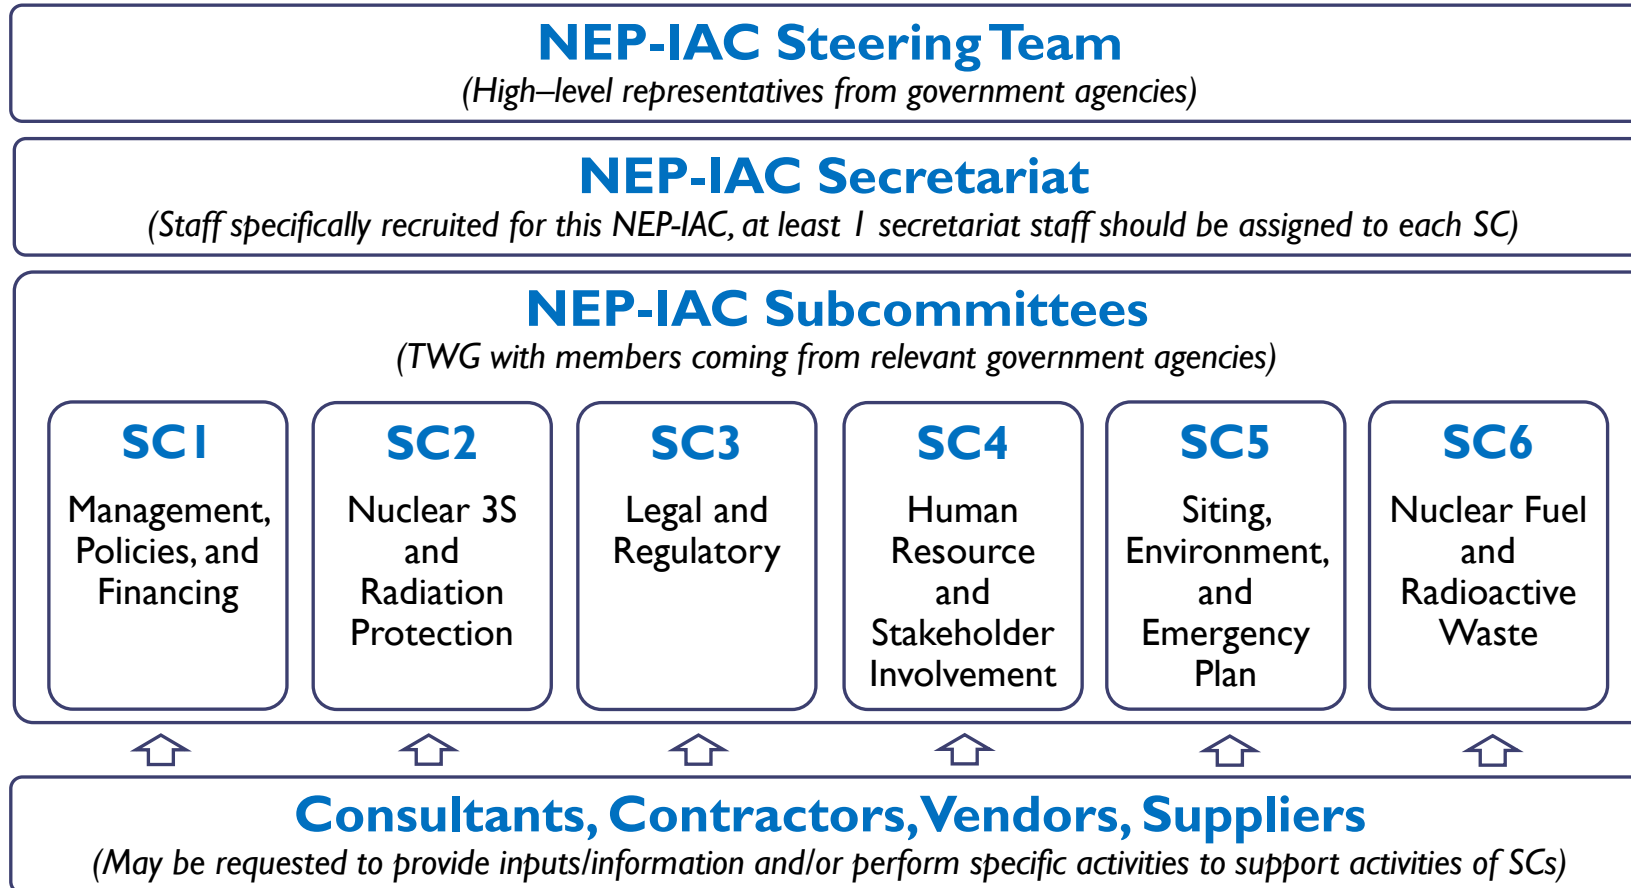 NEP-IAC Steering Team
(High–level representatives from government agencies)
NEP-IAC Secretariat
(Staff specifically recruited for this NEP-IAC, at least 1 secretariat staff should be assigned to each SC)
NEP-IAC Subcommittees
(TWG with members coming from relevant government agencies)
SC1
Management,
Policies, and
Financing
SC2
Nuclear 3S
and
Radiation
Protection
SC3
Legal and
Regulatory
SC4
Human
Resource
and
Stakeholder
Involvement
SC5
Siting,
Environment,
and
Emergency
Plan
SC6
Nuclear Fuel
and
Radioactive
Waste
Consultants, Contractors, Vendors, Suppliers
(May be requested to provide inputs/information and/or perform specific activities to support activities of SCs)